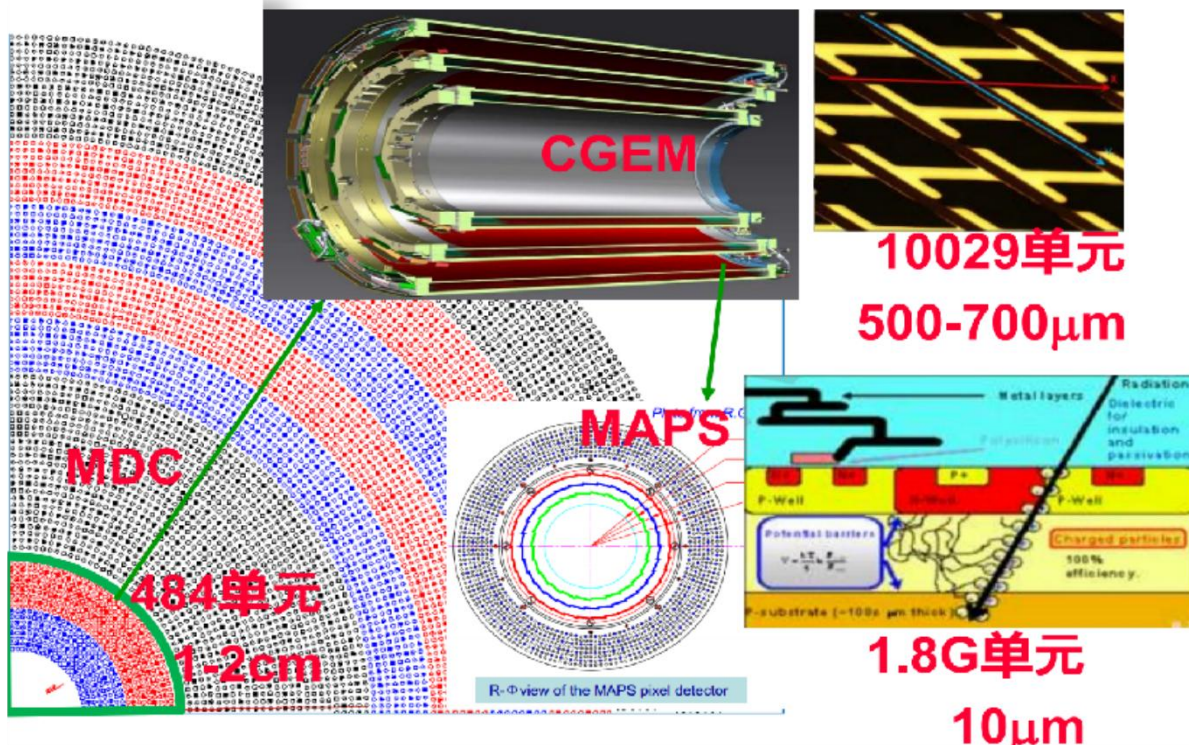 CGEM
10029单元
500-700μm
MDC
484单元
1-2cm
MAPS
R-Φview of the MAPS pixel detector
Radiation
Metal layers
Dielectric
for
insulation
and
passivation
Polysilicon
P+
P-Well
P-Well
Potential barriers
Charged particles
100%
efficiency.
P-substrate (~100s μm thick)
1.8G单元
10μm